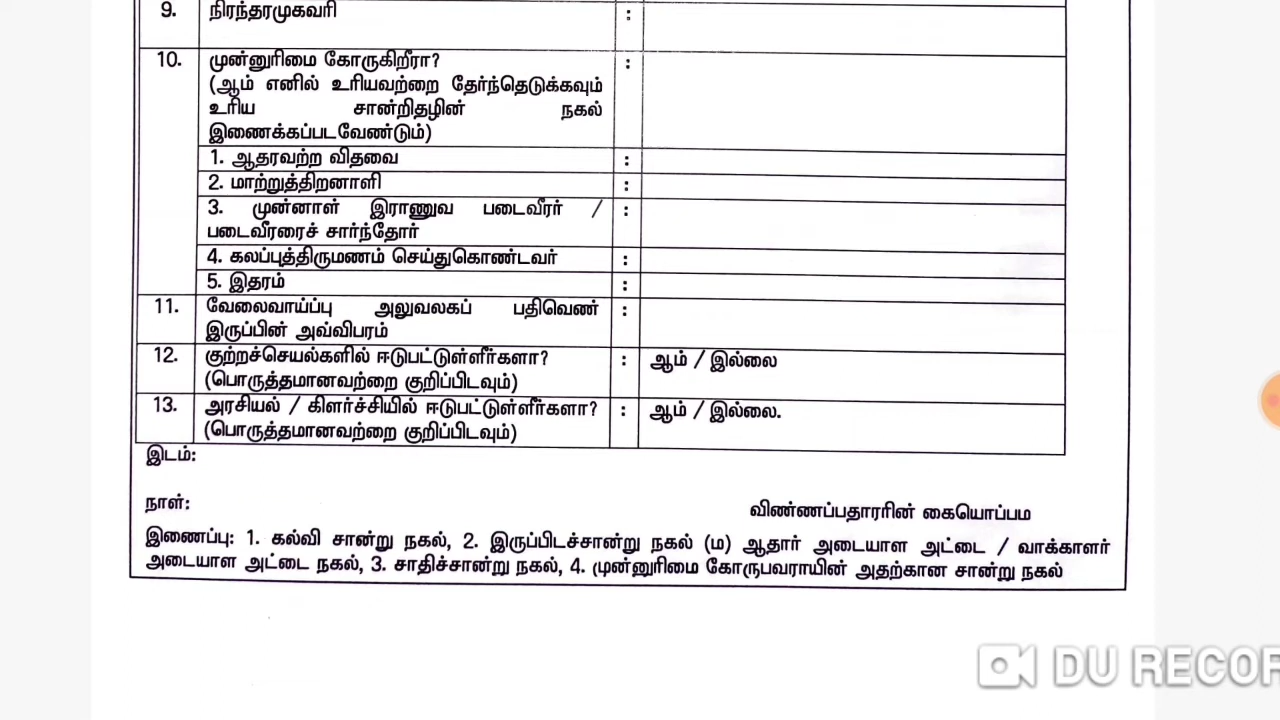 9. நிரந்தரமுகவரி :
10. முன்னுரிமை கோருகிறீரா? :
(ஆம் எனில் உரியவற்றை தேர்ந்தெடுக்கவும்
உரிய சான்றிதழின் நகல்
இணைக்கப்படவேண்டும்)
1. ஆதரவற்ற விதவை :
2. மாற்றுத்திறனாளி :
3. முன்னாள் இராணுவ படைவீரர் / :
படைவீரரைச் சார்ந்தோர்
4. கலப்புத்திருமணம் செய்துகொண்டவர் :
5. இதரம் :
11. வேலைவாய்ப்பு அலுவலகப் பதிவெண் :
இருப்பின் அவ்விபரம்
12. குற்றச்செயல்களில் ஈடுபட்டுள்ளீர்களா? : ஆம் / இல்லை
(பொருத்தமானவற்றை குறிப்பிடவும்)
13. அரசியல் / கிளர்ச்சியில் ஈடுபட்டுள்ளீர்களா? : ஆம் / இல்லை.
(பொருத்தமானவற்றை குறிப்பிடவும்)
இடம்:
நாள்:
விண்ணப்பதாரரின் கையொப்பம
இணைப்பு: 1. கல்வி சான்று நகல், 2. இருப்பிடச்சான்று நகல் (ம) ஆதார் அடையாள அட்டை / வாக்காளர்
அடையாள அட்டை நகல், 3. சாதிச்சான்று நகல், 4. முன்னுரிமை கோருபவராயின் அதற்கான சான்று நகல்
DU RECOR